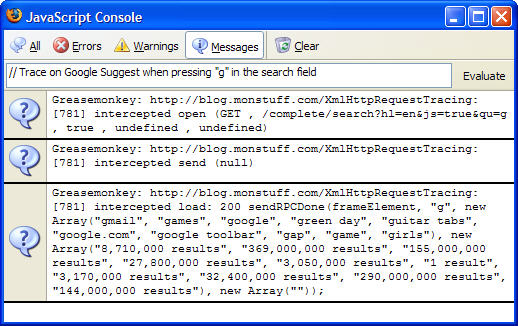 JavaScript Console
All Errors Warnings Messages Clear
// Trace on Google Suggest when pressing "g" in the search field Evaluate
Greasemonkey: http://blog.monstuff.com/XmlHttpRequestTracing:
[781] intercepted open (GET , /complete/search?hl=en&js=true&qu=g
, true , undefined , undefined)
Greasemonkey: http://blog.monstuff.com/XmlHttpRequestTracing:
[781] intercepted send (null)
Greasemonkey: http://blog.monstuff.com/XmlHttpRequestTracing:
[781] intercepted load: 200 sendRPCDone(frameElement, "g", new
Array("gmail", "games", "google", "green day", "guitar tabs",
"google.com", "google toolbar", "gap", "game", "girls"), new
Array("8,710,000 results", "369,000,000 results", "155,000,000
results", "27,800,000 results", "3,050,000 results", "1 result",
"3,170,000 results", "32,400,000 results", "290,000,000 results",
"144,000,000 results"), new Array(""));